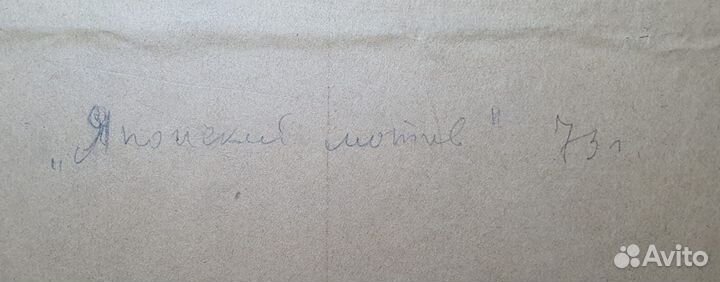 „Японский мотив" 73г.
Avito